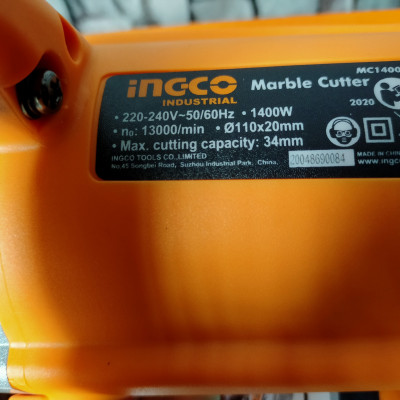 INGCO
INDUSTRIAL
Marble Cutter
MC1400
2020
• 220-240V~50/60Hz • 1400W
• n₀: 13000/min • Ø110x20mm
• Max. cutting capacity: 34mm
INGCO TOOLS CO.,LIMITED
No.45 Songbei Road, Suzhou Industrial Park, China.
20048690084
MADE IN
www.ingco